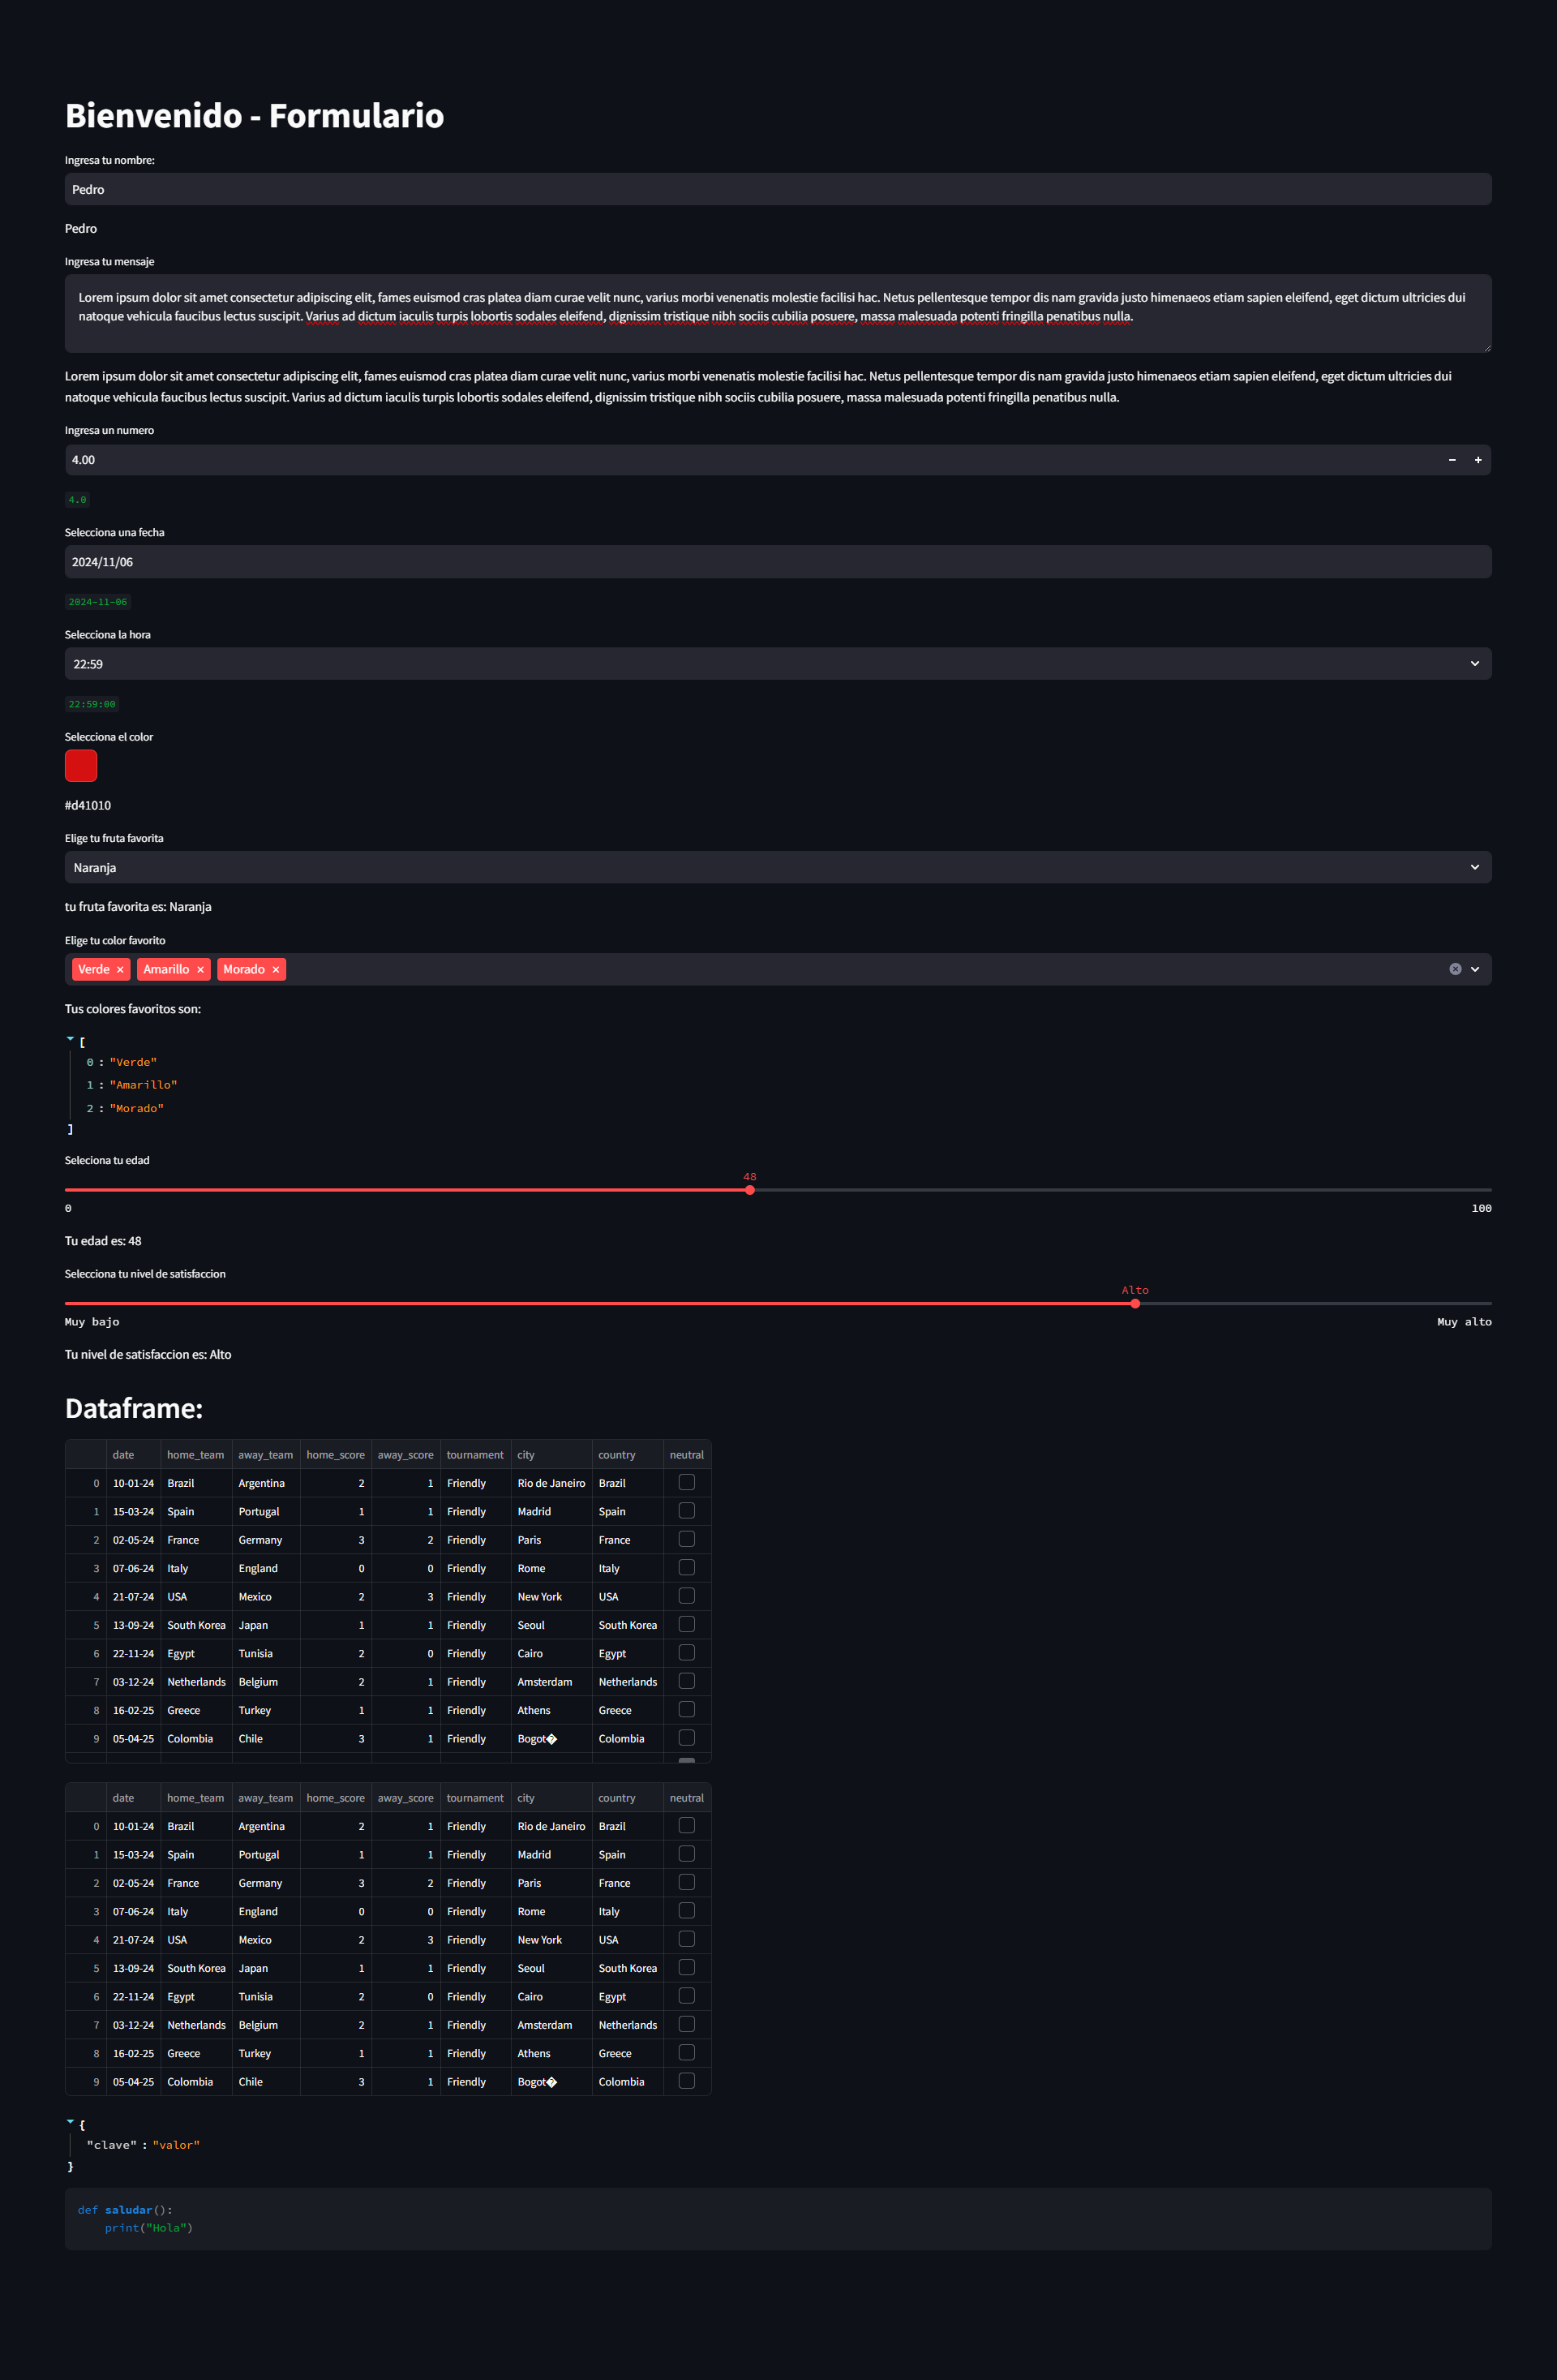 Bienvenido - Formulario
Ingresa tu nombre:
Pedro
Pedro
Ingresa tu mensaje
Lorem ipsum dolor sit amet consectetur adipiscing elit, fames euismod cras platea diam curae velit nunc, varius morbi venenatis molestie facilisi hac. Netus pellentesque tempor dis nam gravida justo himenaeos etiam sapien eleifend, eget dictum ultricies dui
natoque vehicula faucibus lectus suscipit. Varius ad dictum iaculis turpis lobortis sodales eleifend, dignissim tristique nibh sociis cubilia posuere, massa malesuada potenti fringilla penatibus nulla.
Lorem ipsum dolor sit amet consectetur adipiscing elit, fames euismod cras platea diam curae velit nunc, varius morbi venenatis molestie facilisi hac. Netus pellentesque tempor dis nam gravida justo himenaeos etiam sapien eleifend, eget dictum ultricies dui
natoque vehicula faucibus lectus suscipit. Varius ad dictum iaculis turpis lobortis sodales eleifend, dignissim tristique nibh sociis cubilia posuere, massa malesuada potenti fringilla penatibus nulla.
Ingresa un numero
4.00
4.0
Selecciona una fecha
2024/11/06
2024-11-06
Selecciona la hora
22:59
22:59:00
Selecciona el color
#d41010
Elige tu fruta favorita
Naranja
tu fruta favorita es: Naranja
Elige tu color favorito
Verde × Amarillo × Morado ×
Tus colores favoritos son:
[
0 : "Verde"
1 : "Amarillo"
2 : "Morado"
]
Seleciona tu edad
48
0 100
Tu edad es: 48
Selecciona tu nivel de satisfaccion
Alto
Muy bajo Muy alto
Tu nivel de satisfaccion es: Alto
Dataframe:
date home_team away_team home_score away_score tournament city country neutral
0 10-01-24 Brazil Argentina 2 1 Friendly Rio de Janeiro Brazil
1 15-03-24 Spain Portugal 1 1 Friendly Madrid Spain
2 02-05-24 France Germany 3 2 Friendly Paris France
3 07-06-24 Italy England 0 0 Friendly Rome Italy
4 21-07-24 USA Mexico 2 3 Friendly New York USA
5 13-09-24 South Korea Japan 1 1 Friendly Seoul South Korea
6 22-11-24 Egypt Tunisia 2 0 Friendly Cairo Egypt
7 03-12-24 Netherlands Belgium 2 1 Friendly Amsterdam Netherlands
8 16-02-25 Greece Turkey 1 1 Friendly Athens Greece
9 05-04-25 Colombia Chile 3 1 Friendly Bogot� Colombia
date home_team away_team home_score away_score tournament city country neutral
0 10-01-24 Brazil Argentina 2 1 Friendly Rio de Janeiro Brazil
1 15-03-24 Spain Portugal 1 1 Friendly Madrid Spain
2 02-05-24 France Germany 3 2 Friendly Paris France
3 07-06-24 Italy England 0 0 Friendly Rome Italy
4 21-07-24 USA Mexico 2 3 Friendly New York USA
5 13-09-24 South Korea Japan 1 1 Friendly Seoul South Korea
6 22-11-24 Egypt Tunisia 2 0 Friendly Cairo Egypt
7 03-12-24 Netherlands Belgium 2 1 Friendly Amsterdam Netherlands
8 16-02-25 Greece Turkey 1 1 Friendly Athens Greece
9 05-04-25 Colombia Chile 3 1 Friendly Bogot� Colombia
{
"clave" : "valor"
}
def saludar():
    print("Hola")